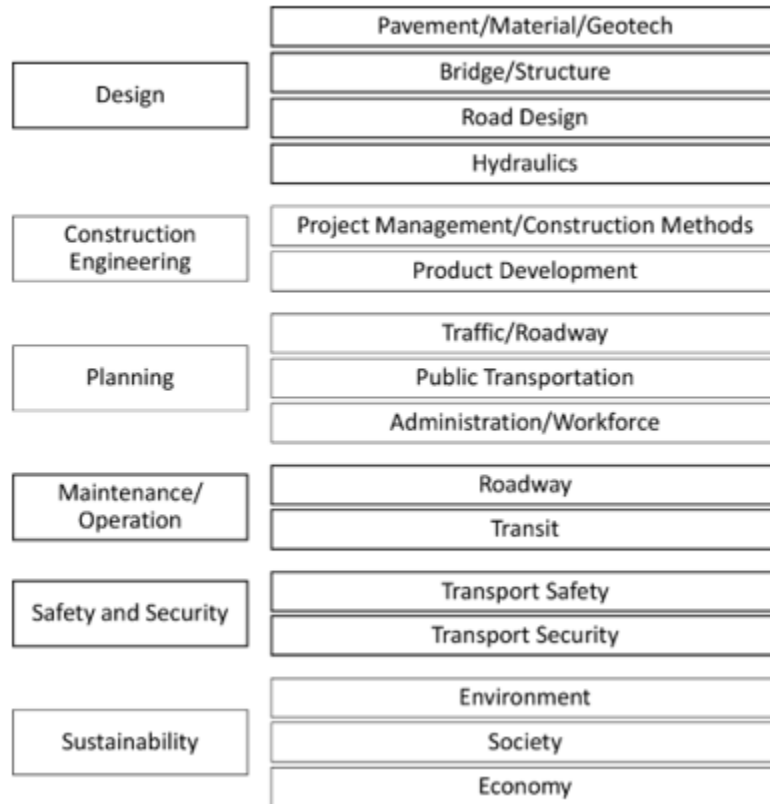 Design
Pavement/Material/Geotech
Bridge/Structure
Road Design
Hydraulics
Construction
Engineering
Project Management/Construction Methods
Product Development
Planning
Traffic/Roadway
Public Transportation
Administration/Workforce
Maintenance/
Operation
Roadway
Transit
Safety and Security
Transport Safety
Transport Security
Sustainability
Environment
Society
Economy